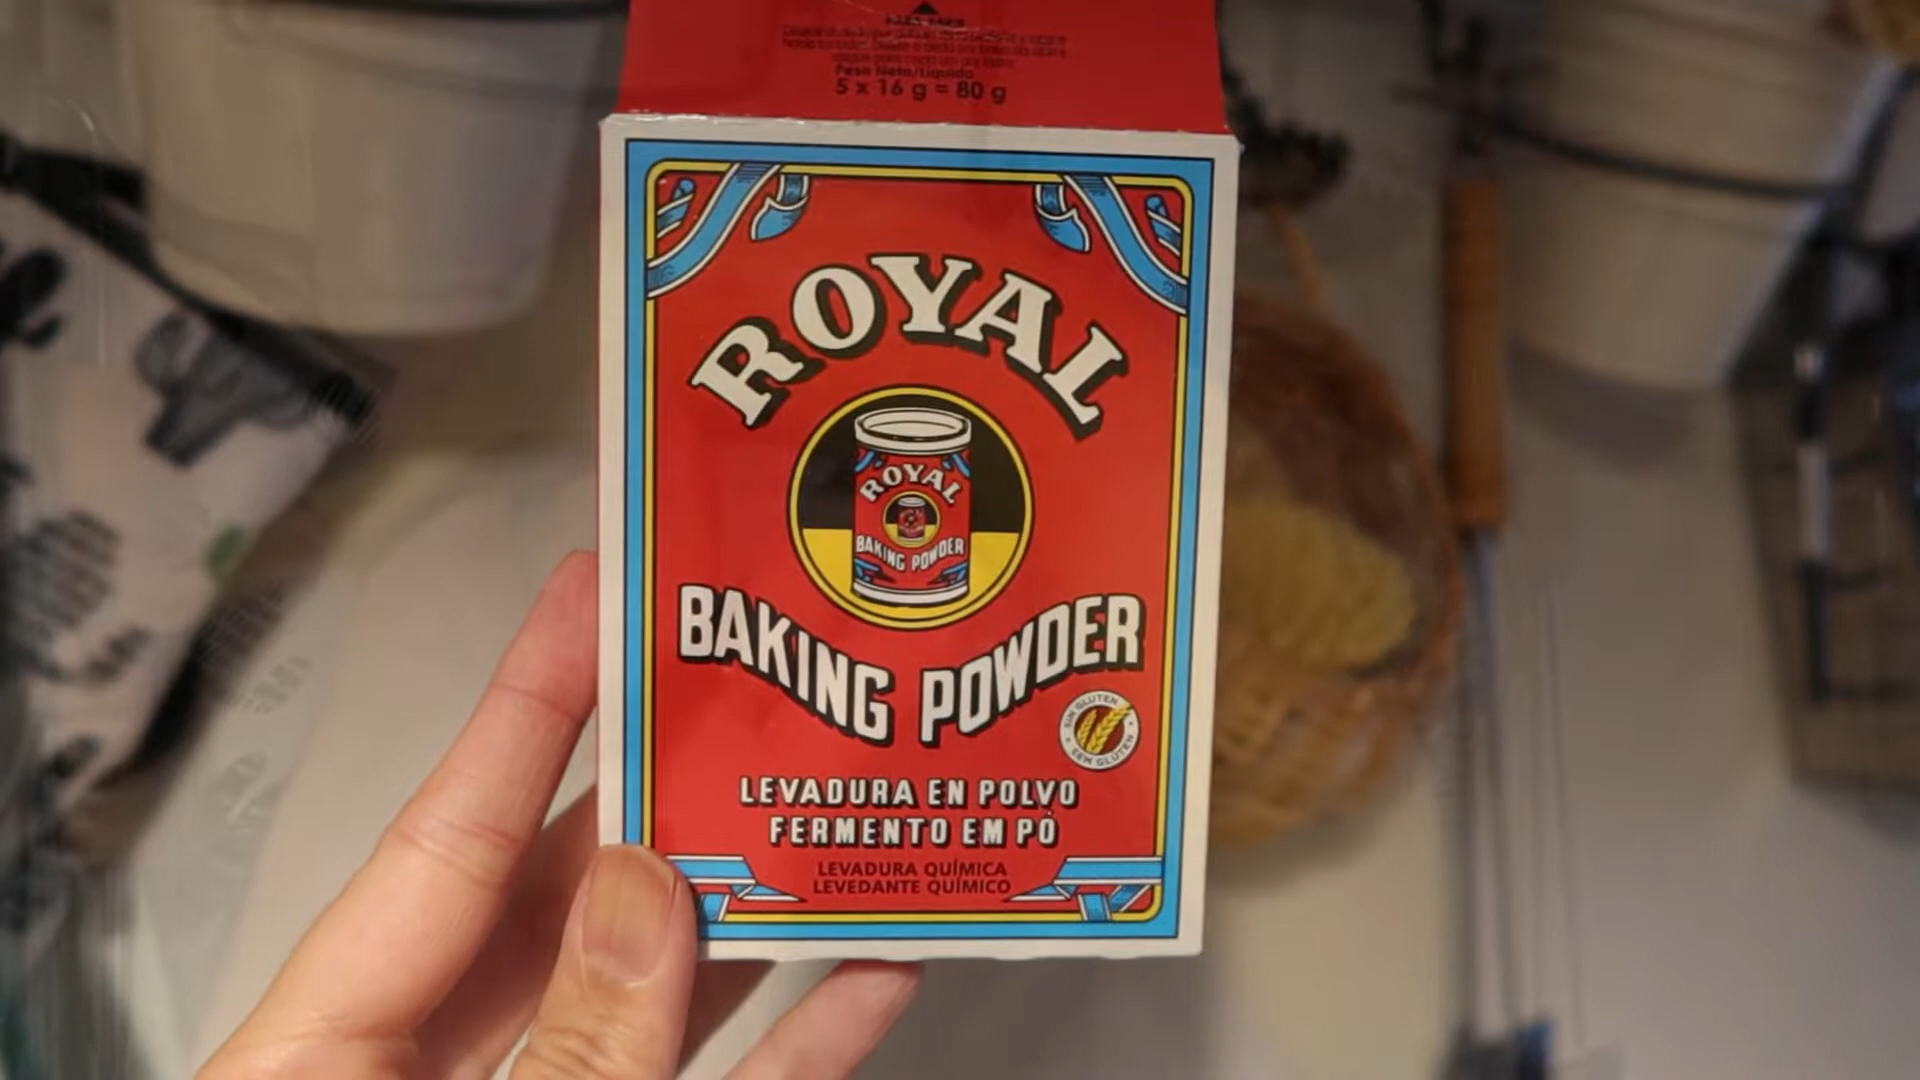 Peso Neto/Líquido
5 x 16 g = 80 g
ROYAL
ROYAL
BAKING POWDER
BAKING POWDER
SIN GLUTEN
SEM GLUTEN
LEVADURA EN POLVO
FERMENTO EM PÓ
LEVADURA QUÍMICA
LEVEDANTE QUÍMICO